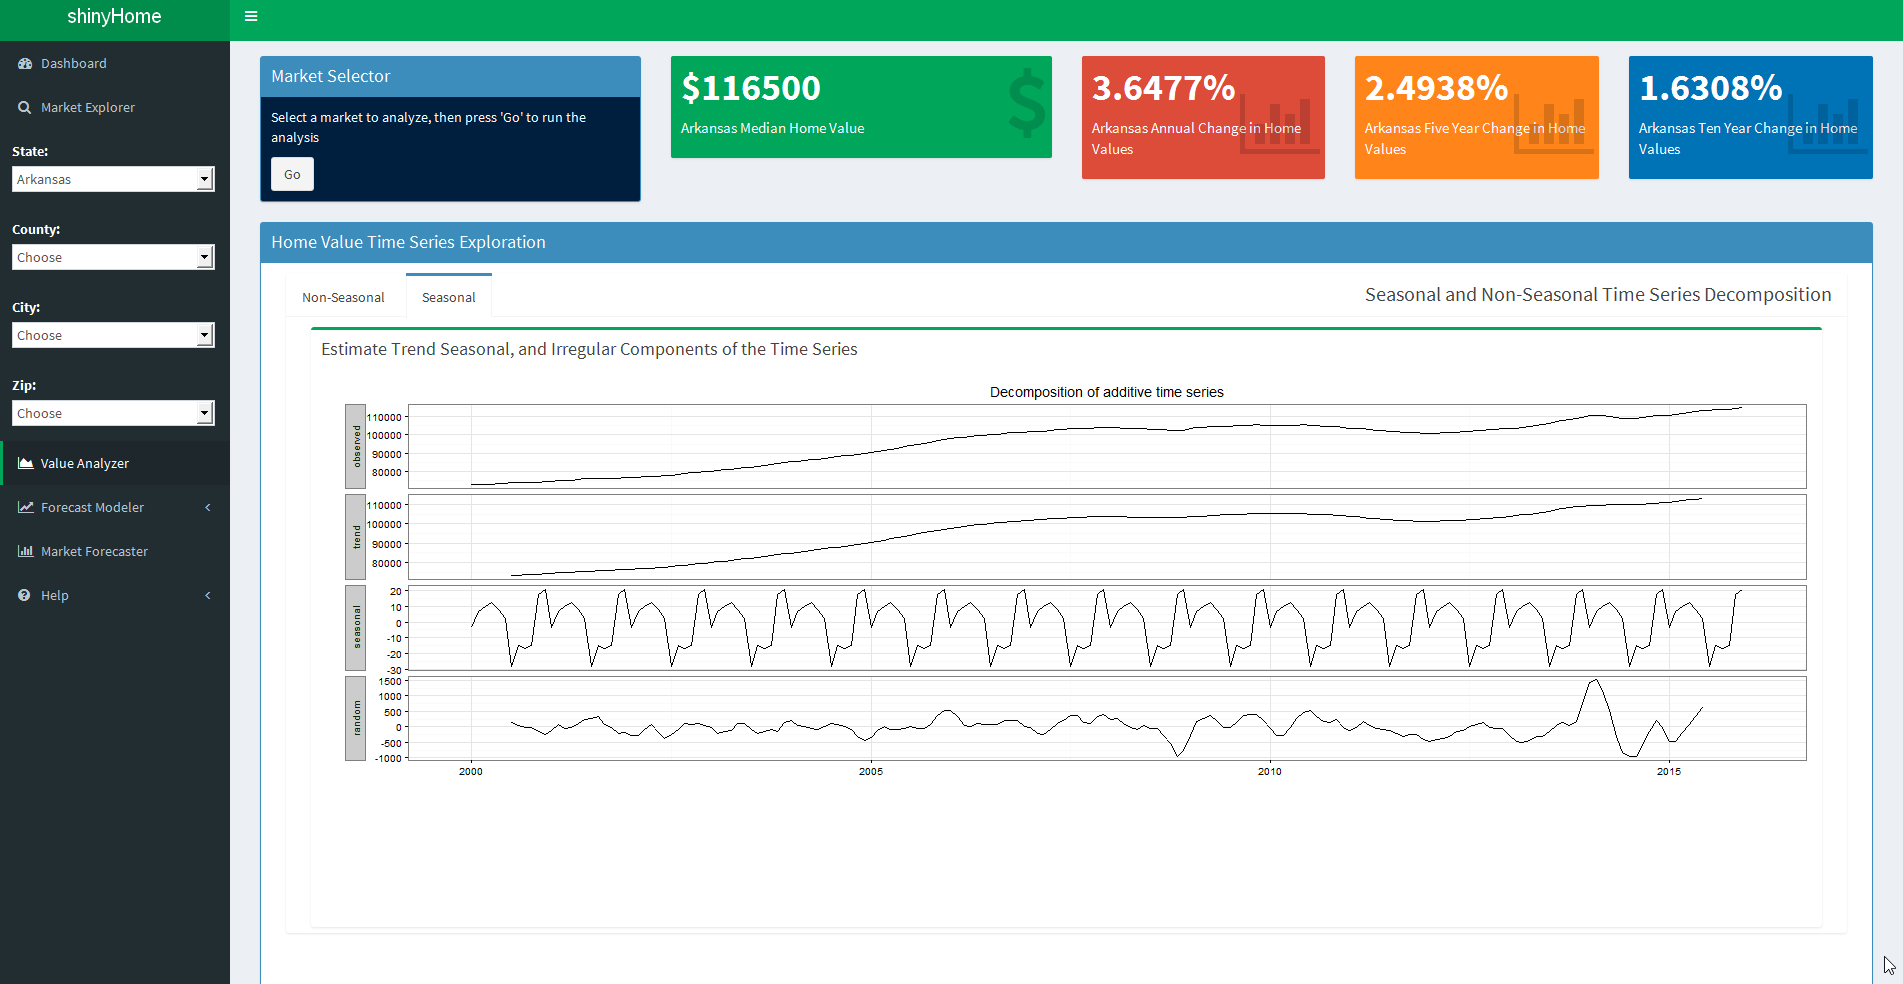 shinyHome
Dashboard
Market Explorer
State:
Arkansas
County:
Choose
City:
Choose
Zip:
Choose
Value Analyzer
Forecast Modeler
Market Forecaster
Help
Market Selector
Select a market to analyze, then press 'Go' to run the
analysis
Go
$116500
Arkansas Median Home Value
3.6477%
Arkansas Annual Change in Home
Values
2.4938%
Arkansas Five Year Change in Home
Values
1.6308%
Arkansas Ten Year Change in Home
Values
Home Value Time Series Exploration
Non-Seasonal
Seasonal
Seasonal and Non-Seasonal Time Series Decomposition
Estimate Trend Seasonal, and Irregular Components of the Time Series
Decomposition of additive time series
observed
110000
100000
90000
80000
trend
110000
100000
90000
80000
seasonal
20
10
0
-10
-20
-30
random
1500
1000
500
0
-500
-1000
2000
2005
2010
2015